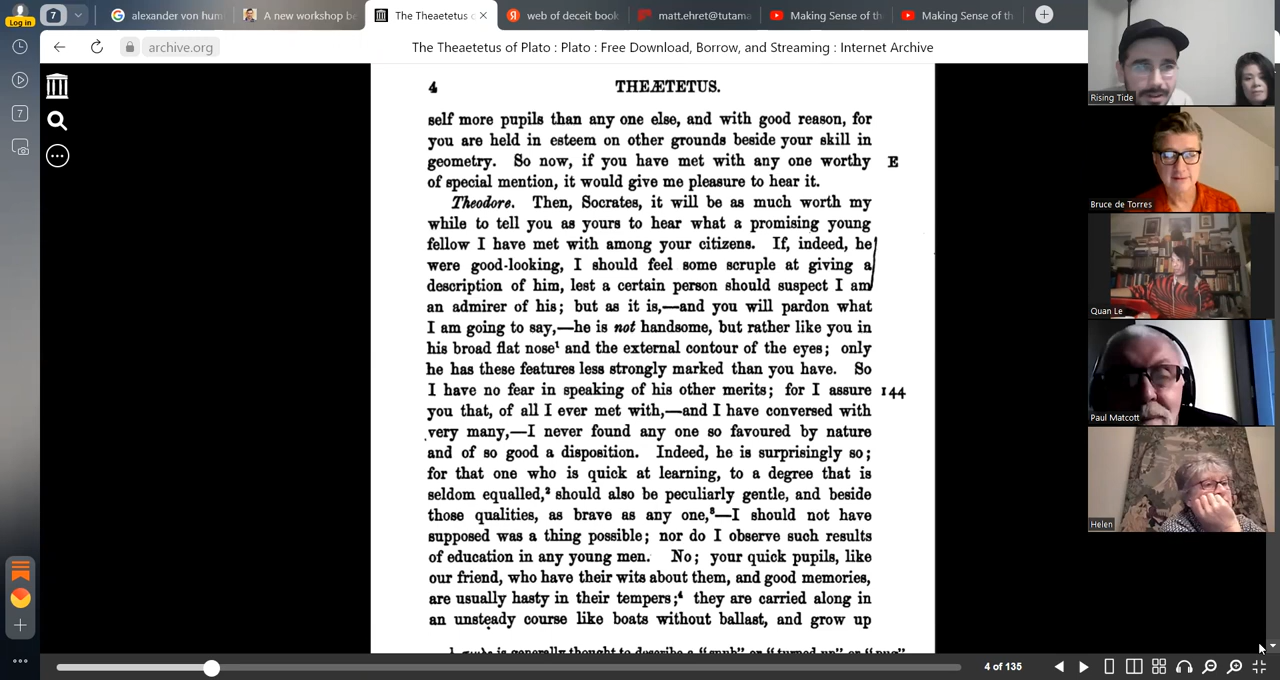 7
alexander von hum
A new workshop be
The Theaetetus
web of deceit book
matt.ehret@tutama
Making Sense of th
Making Sense of th
Log in
archive.org
The Theaetetus of Plato : Plato : Free Download, Borrow, and Streaming : Internet Archive
7
4 THEÆTETUS.
self more pupils than any one else, and with good reason, for
you are held in esteem on other grounds beside your skill in
geometry. So now, if you have met with any one worthy E
of special mention, it would give me pleasure to hear it.
Theodore. Then, Socrates, it will be as much worth my
while to tell you as yours to hear what a promising young
fellow I have met with among your citizens. If, indeed, he
were good-looking, I should feel some scruple at giving a
description of him, lest a certain person should suspect I am
an admirer of his; but as it is,—and you will pardon what
I am going to say,—he is not handsome, but rather like you in
his broad flat nose¹ and the external contour of the eyes; only
he has these features less strongly marked than you have. So
I have no fear in speaking of his other merits; for I assure 144
you that, of all I ever met with,—and I have conversed with
very many,—I never found any one so favoured by nature
and of so good a disposition. Indeed, he is surprisingly so;
for that one who is quick at learning, to a degree that is
seldom equalled,² should also be peculiarly gentle, and beside
those qualities, as brave as any one,³—I should not have
supposed was a thing possible; nor do I observe such results
of education in any young men. No; your quick pupils, like
our friend, who have their wits about them, and good memories,
are usually hasty in their tempers;⁴ they are carried along in
an unsteady course like boats without ballast, and grow up
is generally thought to describe a "snub" or "turned up" or "pug"
4 of 135
Rising Tide
Bruce de Torres
Quan Le
Paul Matcott
Helen